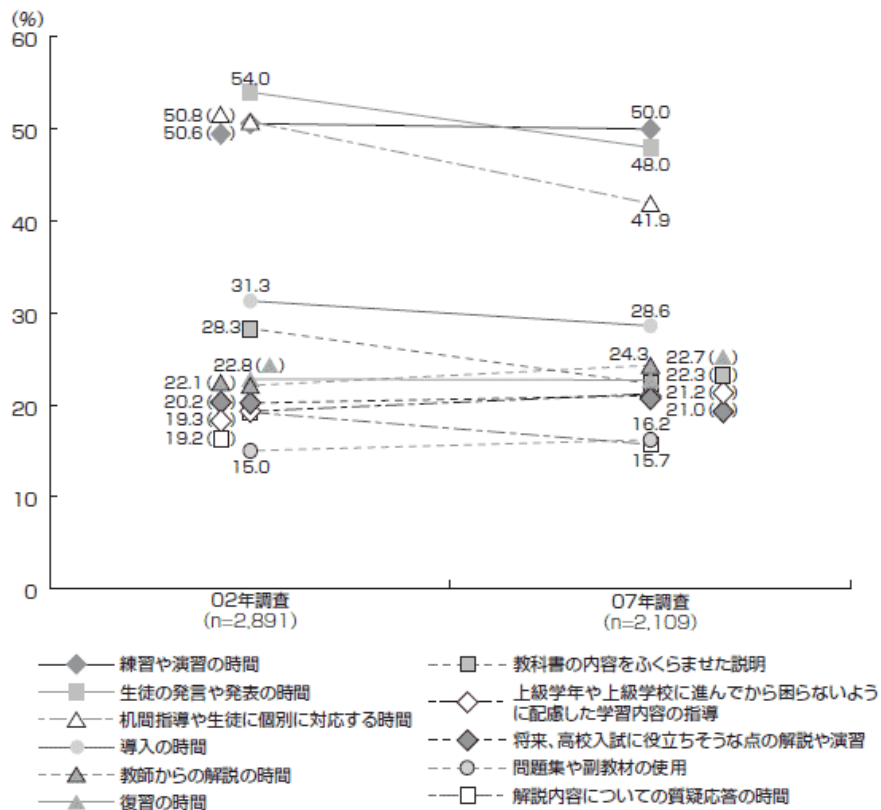 (%)
60
50
40
30
20
10
0
54.0
50.8(△)
50.6(◆)
31.3
28.3
22.8(▲)
22.1(▲)
20.2(◆)
19.3(◇)
19.2(□)
15.0
50.0
48.0
41.9
28.6
24.3
22.7(▲)
22.3(■)
21.2(◇)
21.0(◆)
16.2
15.7
02年調査
(n=2,891)
07年調査
(n=2,109)
練習や演習の時間
生徒の発言や発表の時間
机間指導や生徒に個別に対応する時間
導入の時間
教師からの解説の時間
復習の時間
教科書の内容をふくらませた説明
上級学年や上級学校に進んでから困らないよう
に配慮した学習内容の指導
将来、高校入試に役立ちそうな点の解説や演習
問題集や副教材の使用
解説内容についての質疑応答の時間